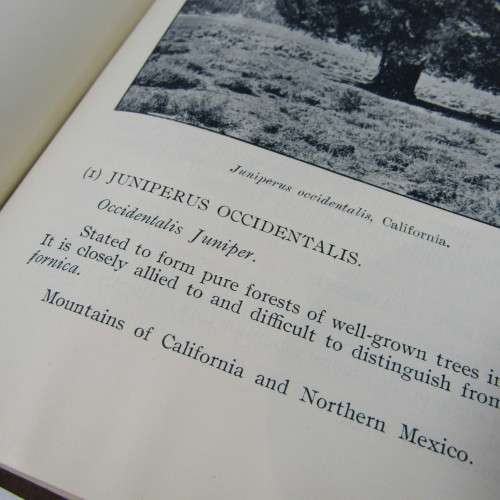 Juniperus occidentalis, California.
(1) JUNIPERUS OCCIDENTALIS.
Occidentalis Juniper.
Stated to form pure forests of well-grown trees in
It is closely allied to and difficult to distinguish from
fornica.
Mountains of California and Northern Mexico.